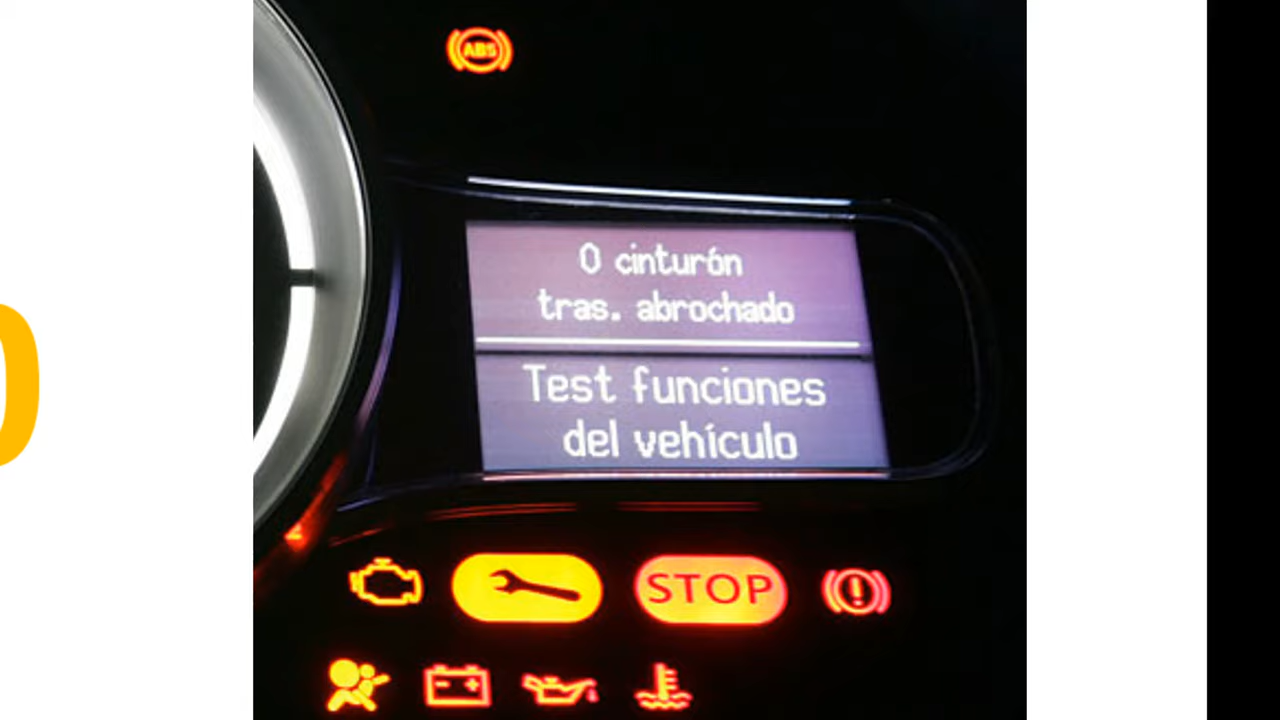 ABS
0 cinturón
tras. abrochado
Test funciones
del vehículo
STOP